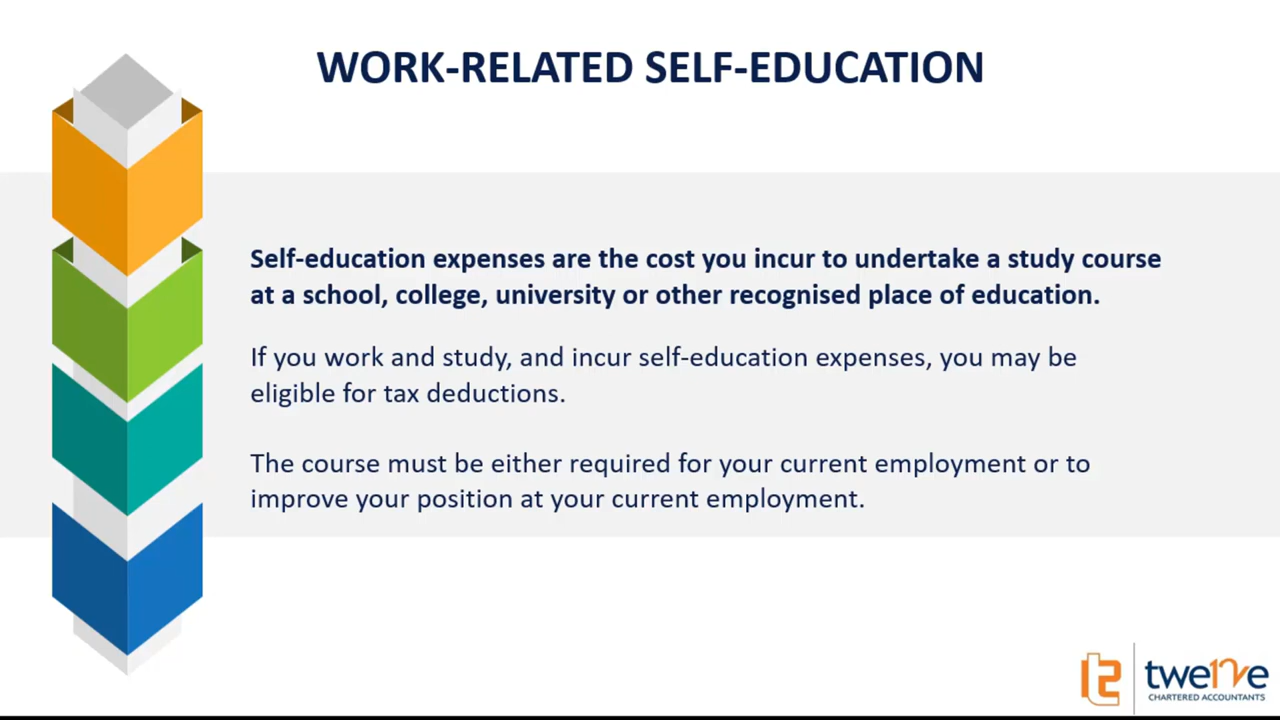 WORK-RELATED SELF-EDUCATION
Self-education expenses are the cost you incur to undertake a study course
at a school, college, university or other recognised place of education.
If you work and study, and incur self-education expenses, you may be
eligible for tax deductions.
The course must be either required for your current employment or to
improve your position at your current employment.
twe12ve
CHARTERED ACCOUNTANTS